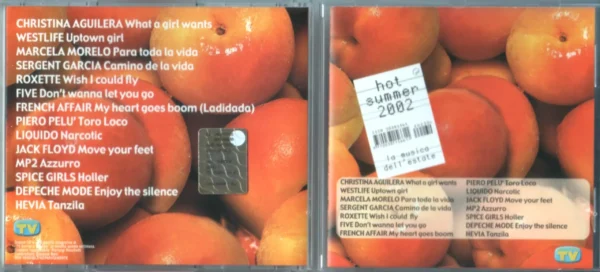 CHRISTINA AGUILERA What a girl wants
WESTLIFE Uptown girl
MARCELA MORELO Para toda la vida
SERGENT GARCIA Camino de la vida
ROXETTE Wish I could fly
FIVE Don't wanna let you go
FRENCH AFFAIR My heart goes boom (Ladidada)
PIERO PELU' Toro Loco
LIQUIDO Narcotic
JACK FLOYD Move your feet
MP2 Azzurro
SPICE GIRLS Holler
DEPECHE MODE Enjoy the silence
HEVIA Tanzila
TV
hot
summer
2002
la musica
dell'estate
CHRISTINA AGUILERA What a girl wants
WESTLIFE Uptown girl
MARCELA MORELO Para toda la vida
SERGENT GARCIA Camino de la vida
ROXETTE Wish I could fly
FIVE Don't wanna let you go
FRENCH AFFAIR My heart goes boom
PIERO PELU' Toro Loco
LIQUIDO Narcotic
JACK FLOYD Move your feet
MP2 Azzurro
SPICE GIRLS Holler
DEPECHE MODE Enjoy the silence
HEVIA Tanzila
TV